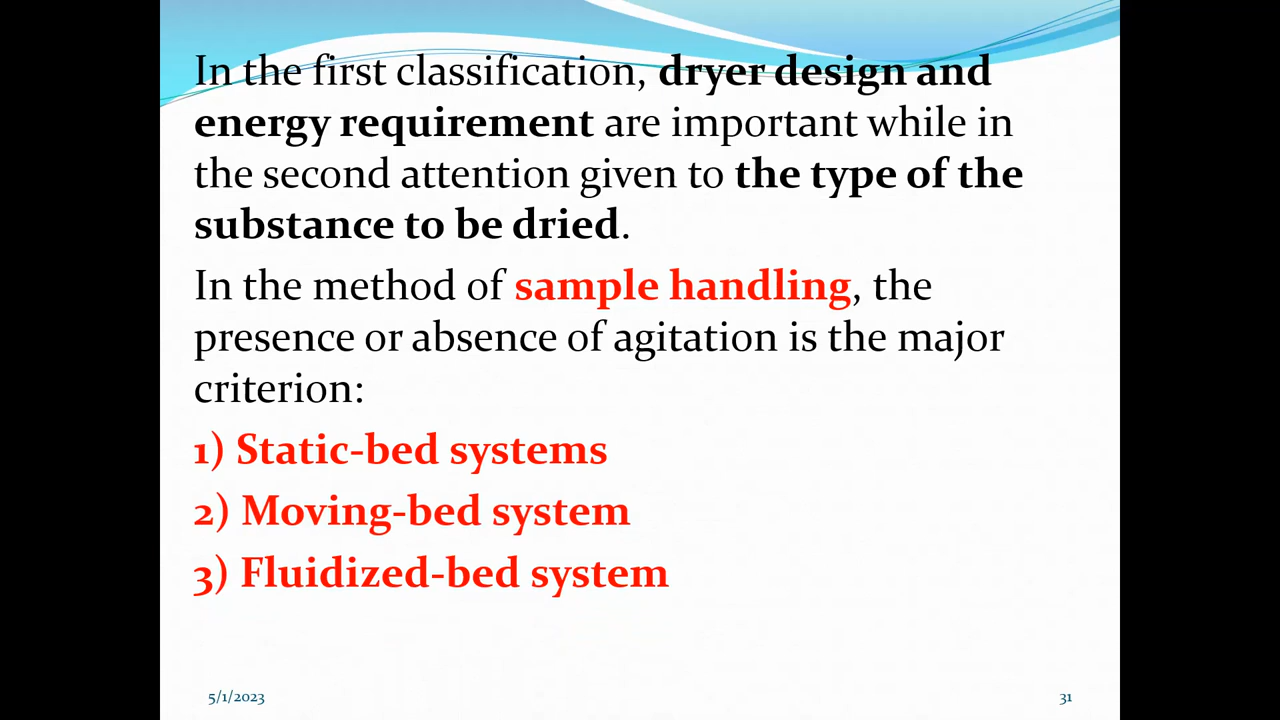 In the first classification, dryer design and
energy requirement are important while in
the second attention given to the type of the
substance to be dried.
In the method of sample handling, the
presence or absence of agitation is the major
criterion:
1) Static-bed systems
2) Moving-bed system
3) Fluidized-bed system
5/1/2023
31